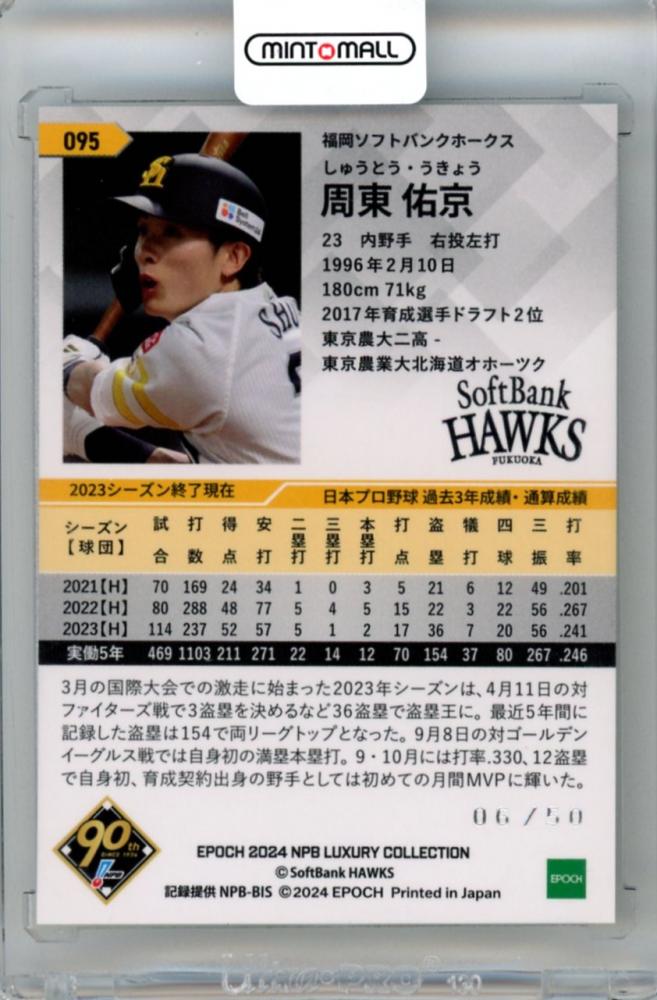 MINT MALL
095
福岡ソフトバンクホークス
しゅうとう・うきょう
周東 佑京
23 内野手 右投左打
1996年2月10日
180cm 71kg
2017年育成選手ドラフト2位
東京農大二高 -
東京農業大北海道オホーツク
SoftBank
HAWKS
FUKUOKA
2023シーズン終了現在
日本プロ野球 過去3年成績・通算成績
シーズン【球団】 試合 打数 得点 安打 二塁打 三塁打 本塁打 打点 盗塁 犠打 四球 三振 打率
2021【H】 70 169 24 34 1 0 3 5 21 6 12 49 .201
2022【H】 80 288 48 77 5 4 5 15 22 3 22 56 .267
2023【H】 114 237 52 57 5 1 2 17 36 7 20 56 .241
実働5年 469 1103 211 271 22 14 12 70 154 37 80 267 .246
3月の国際大会での激走に始まった2023年シーズンは、4月11日の対
ファイターズ戦で3盗塁を決めるなど36盗塁で盗塁王に。最近5年間に
記録した盗塁は154で両リーグトップとなった。9月8日の対ゴールデン
イーグルス戦では自身初の満塁本塁打。9・10月には打率.330、12盗塁
で自身初、育成契約出身の野手としては初めての月間MVPに輝いた。
06/50
90th
SINCE 1934
NPB
EPOCH 2024 NPB LUXURY COLLECTION
©SoftBank HAWKS
記録提供 NPB-BIS ©2024 EPOCH Printed in Japan
EPOCH
Ultra-PRO
130